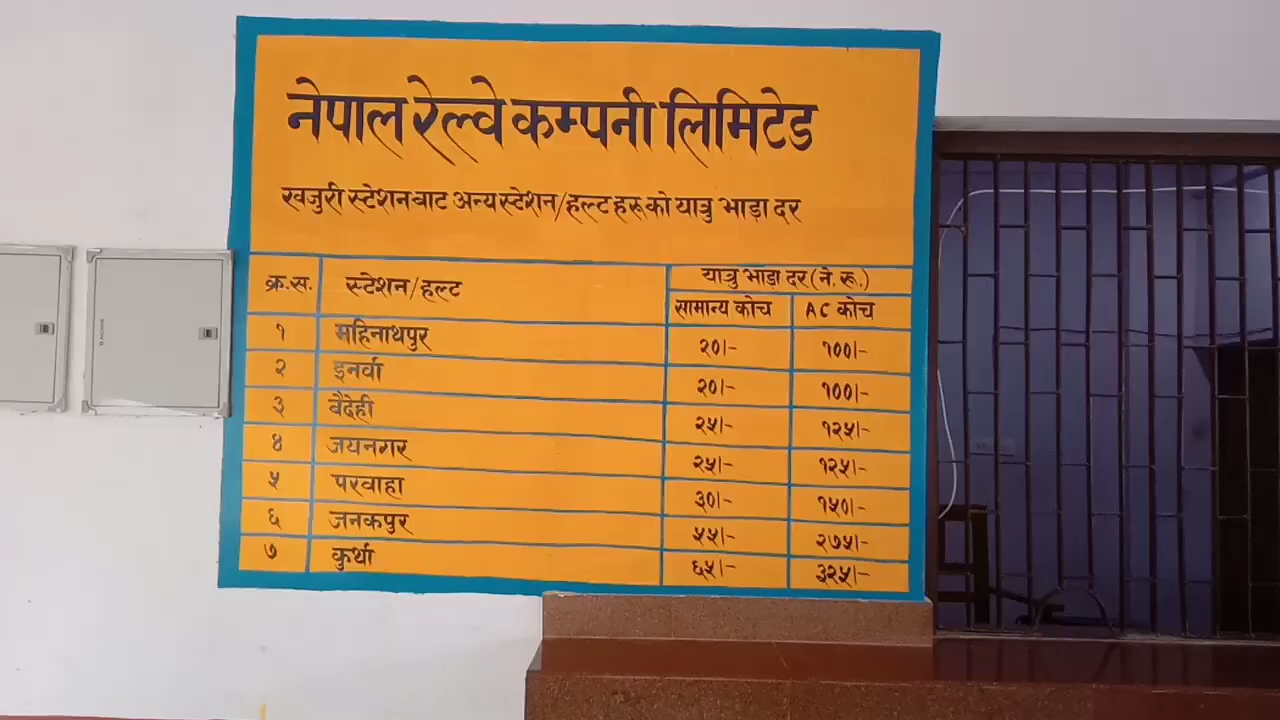 नेपाल रेल्वे कम्पनी लिमिटेड
खजुरी स्टेशनबाट अन्य स्टेशन/हल्टहरूको यात्रु भाडा दर
क्र.स. स्टेशन/हल्ट यात्रु भाडा दर (ने. रू.)
सामान्य कोच AC कोच
१ महिनाथपुर २०।- १००।-
२ इनर्वा २०।- १००।-
३ वैदेही २५।- १२५।-
४ जयनगर २५।- १२५।-
५ परवाहा ३०।- १५०।-
६ जनकपुर ५५।- २७५।-
७ कुर्था ६५।- ३२५।-